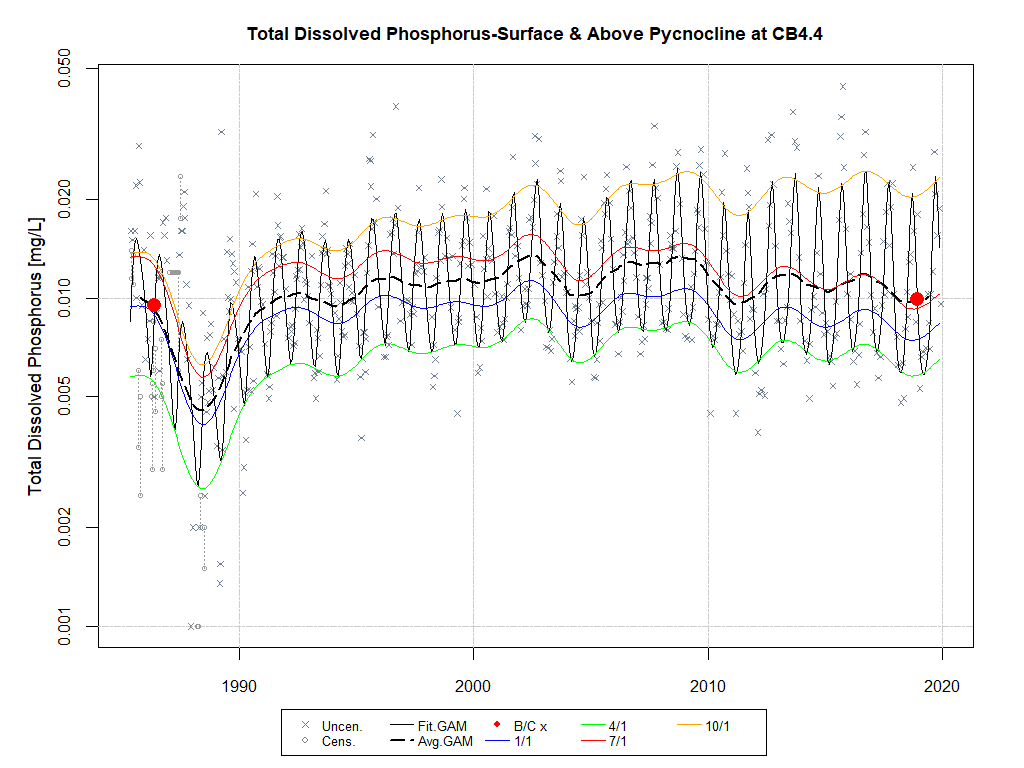 Total Dissolved Phosphorus-Surface & Above Pycnocline at CB4.4
Total Dissolved Phosphorus [mg/L]
0.050
0.020
0.010
0.005
0.002
0.001
1990 2000 2010 2020
Uncen. Fit.GAM B/C x 4/1 10/1
Cens. Avg.GAM 1/1 7/1